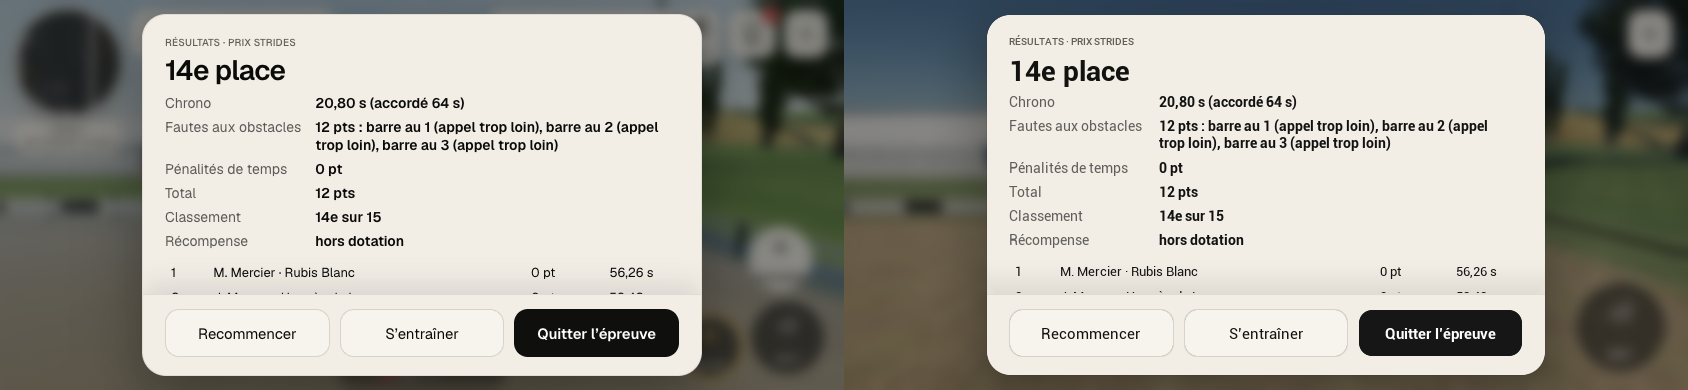 RÉSULTATS · PRIX STRIDES
14e place
Chrono 20,80 s (accordé 64 s)
Fautes aux obstacles 12 pts : barre au 1 (appel trop loin), barre au 2 (appel
trop loin), barre au 3 (appel trop loin)
Pénalités de temps 0 pt
Total 12 pts
Classement 14e sur 15
Récompense hors dotation
1 M. Mercier · Rubis Blanc 0 pt 56,26 s
Recommencer S'entraîner Quitter l'épreuve
RÉSULTATS · PRIX STRIDES
14e place
Chrono 20,80 s (accordé 64 s)
Fautes aux obstacles 12 pts : barre au 1 (appel trop loin), barre au 2 (appel
trop loin), barre au 3 (appel trop loin)
Pénalités de temps 0 pt
Total 12 pts
Classement 14e sur 15
Récompense hors dotation
1 M. Mercier · Rubis Blanc 0 pt 56,26 s
Recommencer S'entraîner Quitter l'épreuve